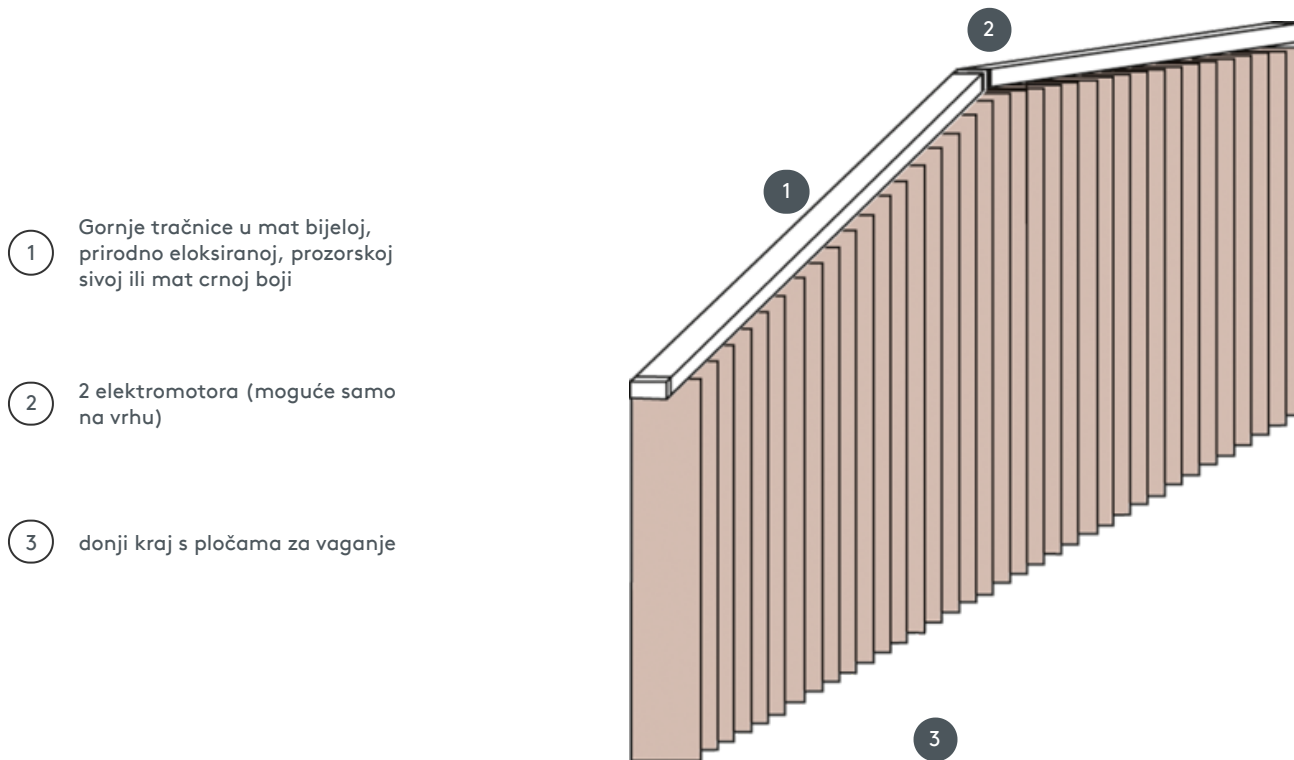 1
Gornje tračnice u mat bijeloj,
prirodno eloksiranoj, prozorskoj
sivoj ili mat crnoj boji
2
2 elektromotora (moguće samo
na vrhu)
3
donji kraj s pločama za vaganje
2
1
3